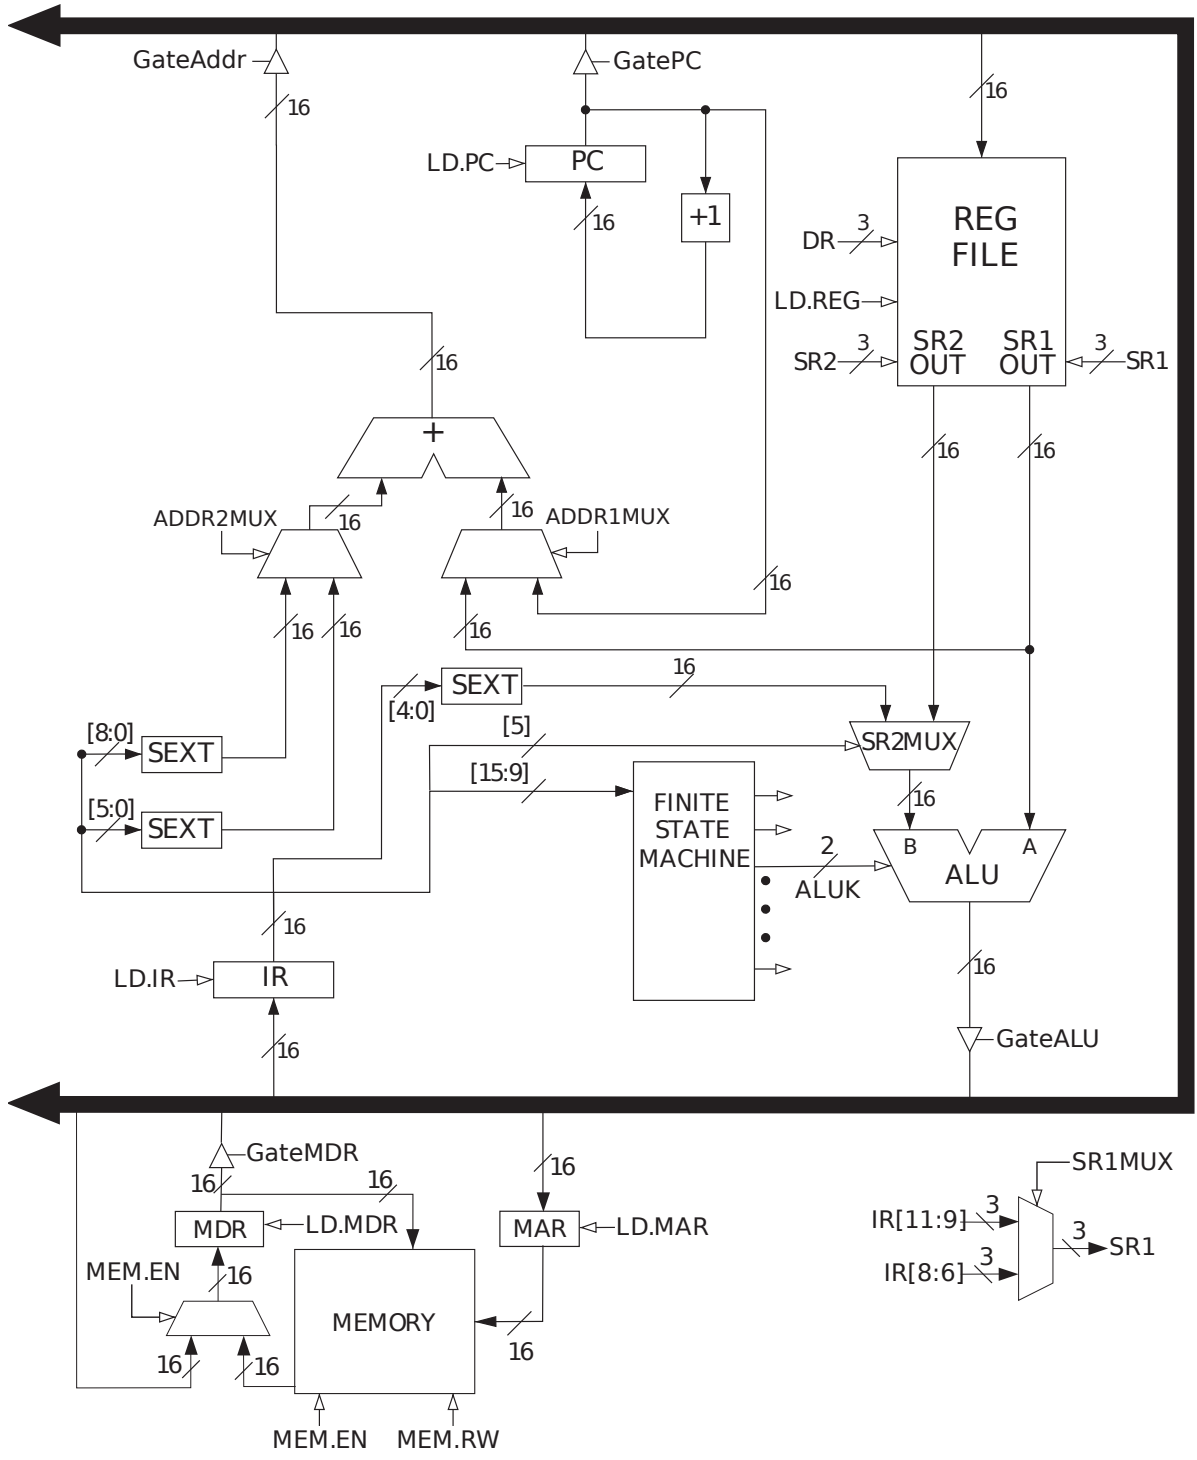 GateAddr
GatePC
16
16
LD.PC
PC
16
+1
REG
FILE
DR
3
LD.REG
SR2
3
SR2
OUT
SR1
OUT
3
SR1
16
+
16
16
ADDR2MUX
16
16
ADDR1MUX
16
16
16
16
SEXT
16
[4:0]
[8:0]
SEXT
[5]
SR2MUX
[15:9]
16
[5:0]
SEXT
FINITE
STATE
MACHINE
2
ALUK
B
A
ALU
16
16
LD.IR
IR
16
GateALU
GateMDR
16
16
16
SR1MUX
MDR
LD.MDR
MAR
LD.MAR
IR[11:9]
3
3
SR1
IR[8:6]
3
MEM.EN
16
MEMORY
16
16
16
MEM.EN
MEM.RW